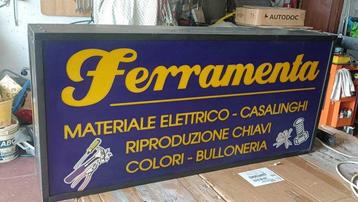 AUTODOC
Ferramenta
MATERIALE ELETTRICO - CASALINGHI
RIPRODUZIONE CHIAVI
COLORI - BULLONERIA